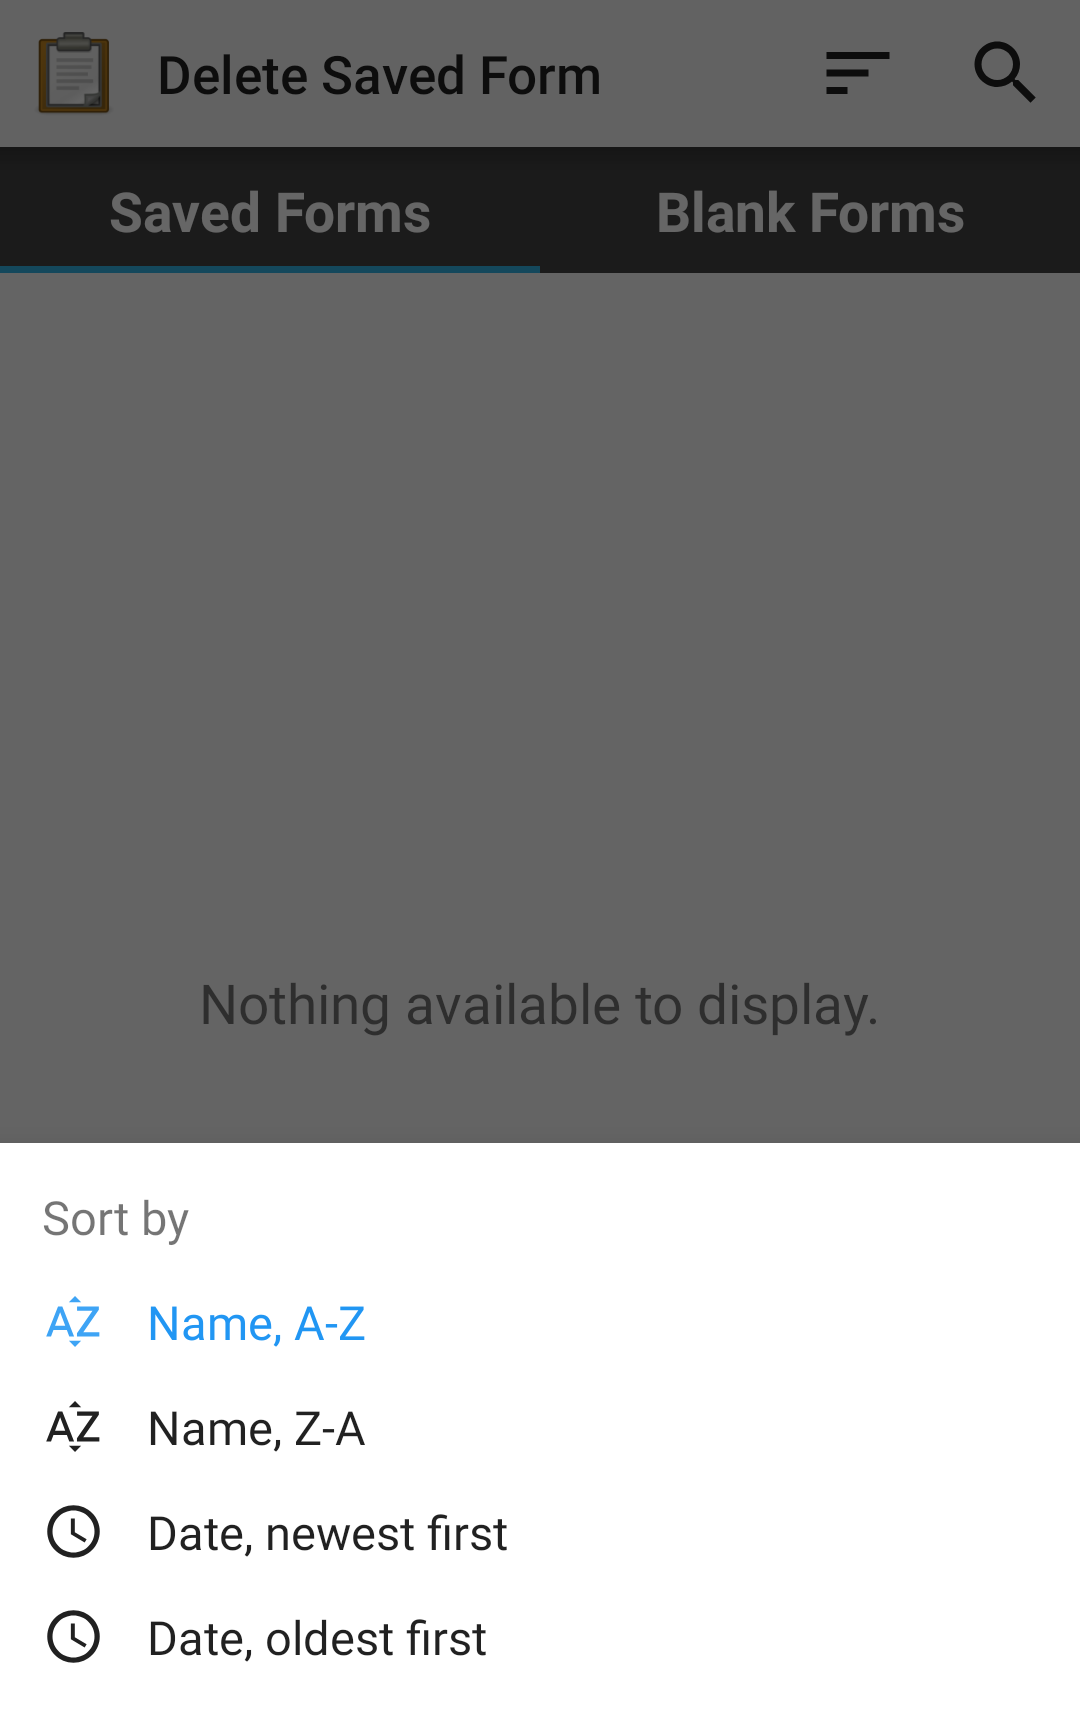 Delete Saved Form
Saved Forms
Blank Forms
Nothing available to display.
Sort by
AZ Name, A-Z
AZ Name, Z-A
Date, newest first
Date, oldest first